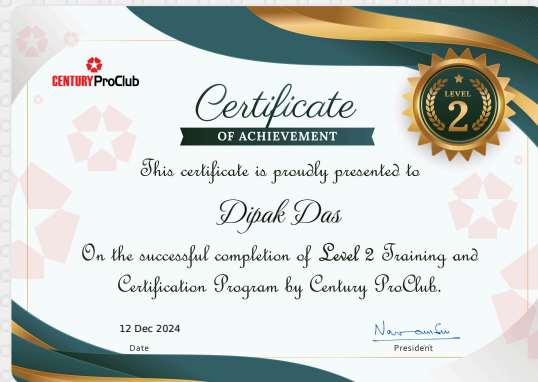 CENTURY ProClub
Certificate
OF ACHIEVEMENT
LEVEL
2
This certificate is proudly presented to
Dipak Das
On the successful completion of Level 2 Training and
Certification Program by Century ProClub.
12 Dec 2024
Date
President